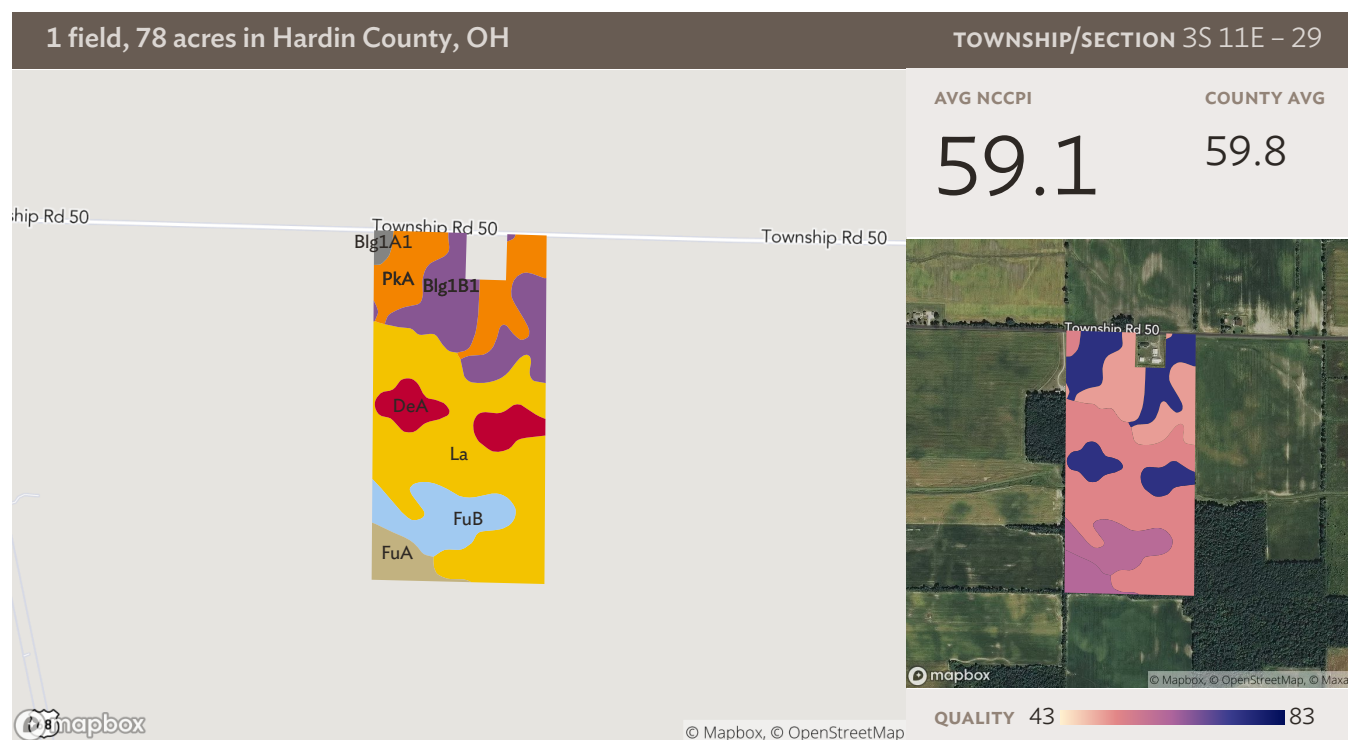 1 field, 78 acres in Hardin County, OH
TOWNSHIP/SECTION 3S 11E – 29
AVG NCCPI
COUNTY AVG
59.1
59.8
ship Rd 50
Township Rd 50
Township Rd 50
Blg1A1
PkA
Blg1B1
DeA
La
FuB
FuA
Township Rd 50
mapbox
© Mapbox, © OpenStreetMap
mapbox
© Mapbox, © OpenStreetMap, © Maxa
QUALITY 43 83